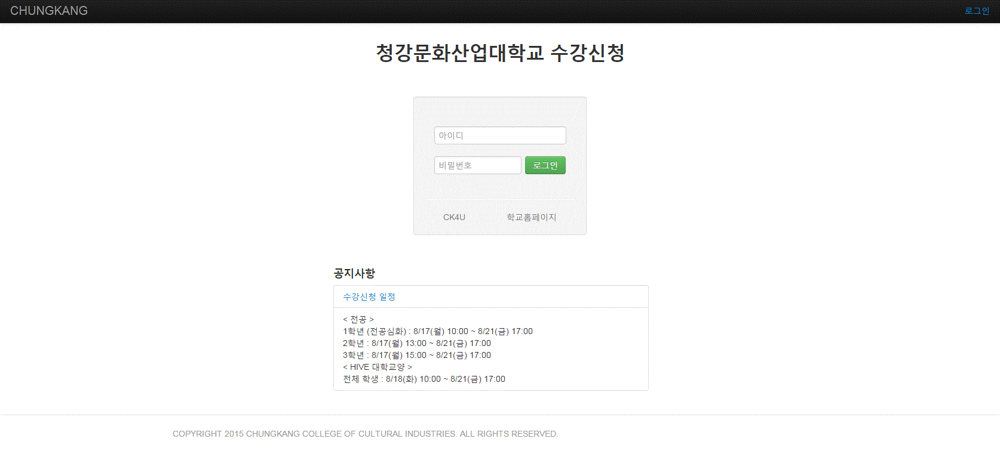 CHUNGKANG
로그인
청강문화산업대학교 수강신청
아이디
비밀번호 로그인
CK4U 학교홈페이지
공지사항
수강신청 일정
< 전공 >
1학년 (전공심화) : 8/17(월) 10:00 ~ 8/21(금) 17:00
2학년 : 8/17(월) 13:00 ~ 8/21(금) 17:00
3학년 : 8/17(월) 15:00 ~ 8/21(금) 17:00
< HIVE 대학교양 >
전체 학생 : 8/18(화) 10:00 ~ 8/21(금) 17:00
COPYRIGHT 2015 CHUNGKANG COLLEGE OF CULTURAL INDUSTRIES. ALL RIGHTS RESERVED.